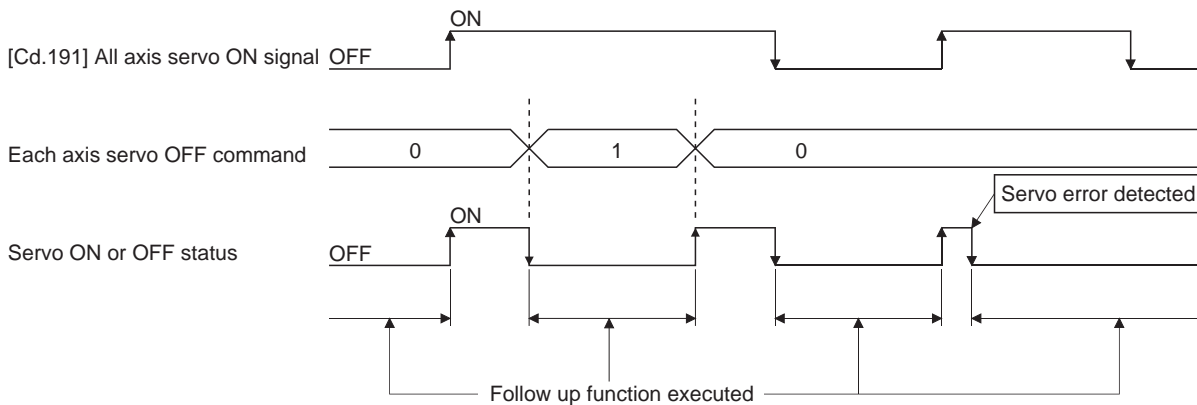 ON
[Cd.191] All axis servo ON signal OFF
Each axis servo OFF command 0 1 0
Servo error detected
ON
Servo ON or OFF status OFF
Follow up function executed